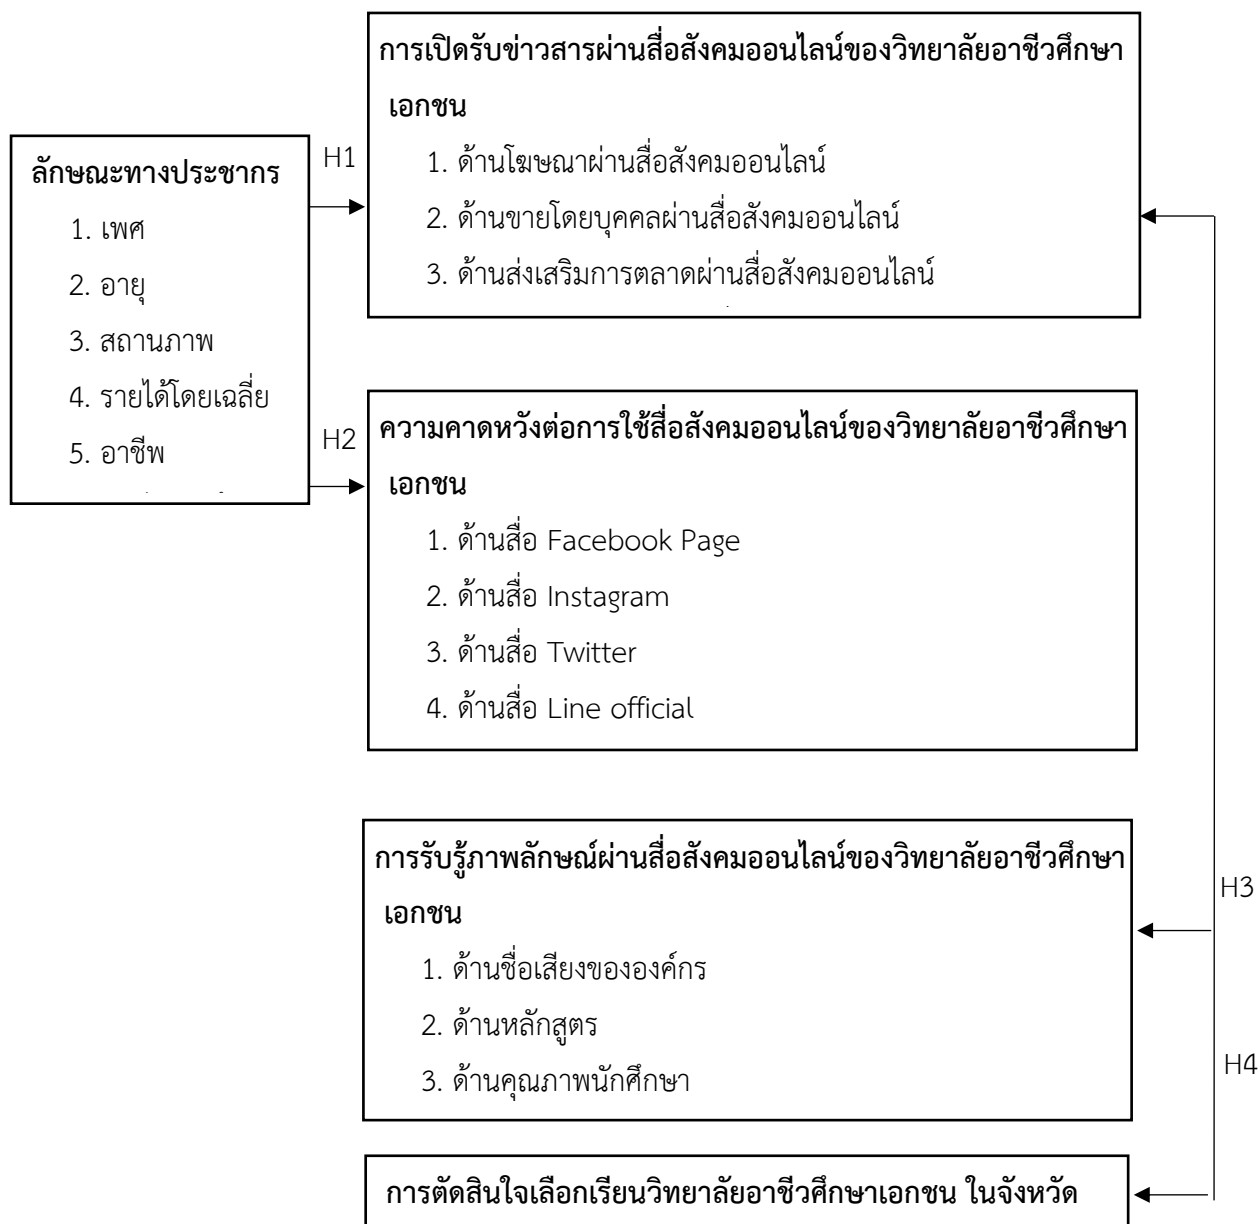 การเปิดรับข่าวสารผ่านสื่อสังคมออนไลน์ของวิทยาลัยอาชีวศึกษา
เอกชน
1. ด้านโฆษณาผ่านสื่อสังคมออนไลน์
2. ด้านขายโดยบุคคลผ่านสื่อสังคมออนไลน์
3. ด้านส่งเสริมการตลาดผ่านสื่อสังคมออนไลน์
H1
ลักษณะทางประชากร
1. เพศ
2. อายุ
3. สถานภาพ
4. รายได้โดยเฉลี่ย
5. อาชีพ
H2
ความคาดหวังต่อการใช้สื่อสังคมออนไลน์ของวิทยาลัยอาชีวศึกษา
เอกชน
1. ด้านสื่อ Facebook Page
2. ด้านสื่อ Instagram
3. ด้านสื่อ Twitter
4. ด้านสื่อ Line official
การรับรู้ภาพลักษณ์ผ่านสื่อสังคมออนไลน์ของวิทยาลัยอาชีวศึกษา
เอกชน
1. ด้านชื่อเสียงขององค์กร
2. ด้านหลักสูตร
3. ด้านคุณภาพนักศึกษา
H3
H4
การตัดสินใจเลือกเรียนวิทยาลัยอาชีวศึกษาเอกชน ในจังหวัด